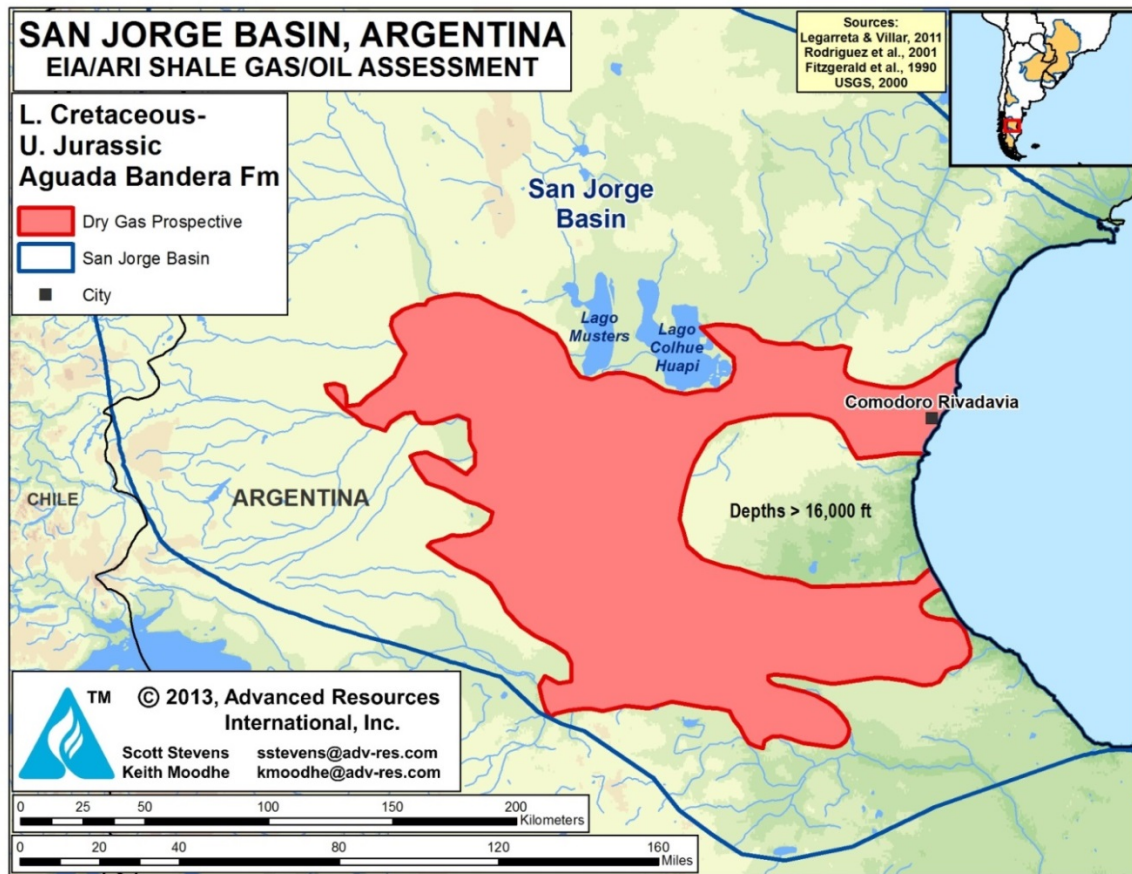 SAN JORGE BASIN, ARGENTINA
EIA/ARI SHALE GAS/OIL ASSESSMENT
Sources:
Legarreta & Villar, 2011
Rodriguez et al., 2001
Fitzgerald et al., 1990
USGS, 2000
L. Cretaceous-
U. Jurassic
Aguada Bandera Fm
Dry Gas Prospective
San Jorge Basin
City
San Jorge
Basin
Lago
Musters
Lago
Colhue
Huapi
Comodoro Rivadavia
CHILE
ARGENTINA
Depths > 16,000 ft
TM
© 2013, Advanced Resources
International, Inc.
Scott Stevens sstevens@adv-res.com
Keith Moodhe kmoodhe@adv-res.com
0 25 50 100 150 200
Kilometers
0 20 40 80 120 160
Miles